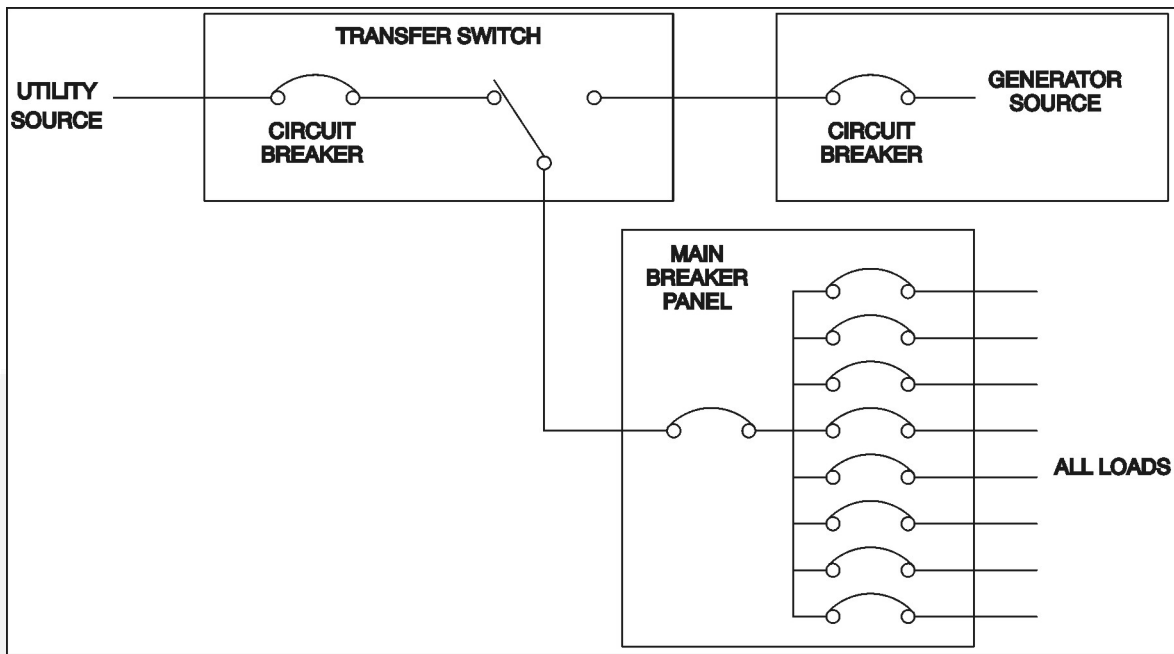 TRANSFER SWITCH
UTILITY
SOURCE
CIRCUIT
BREAKER
GENERATOR
SOURCE
CIRCUIT
BREAKER
MAIN
BREAKER
PANEL
ALL LOADS